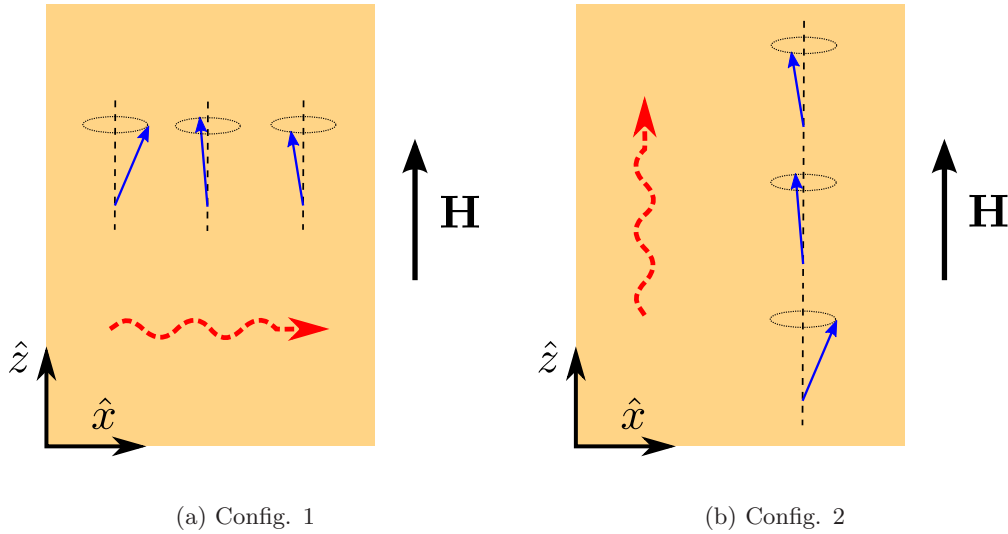 H
H
ẑ
x̂
ẑ
x̂
(a) Config. 1
(b) Config. 2